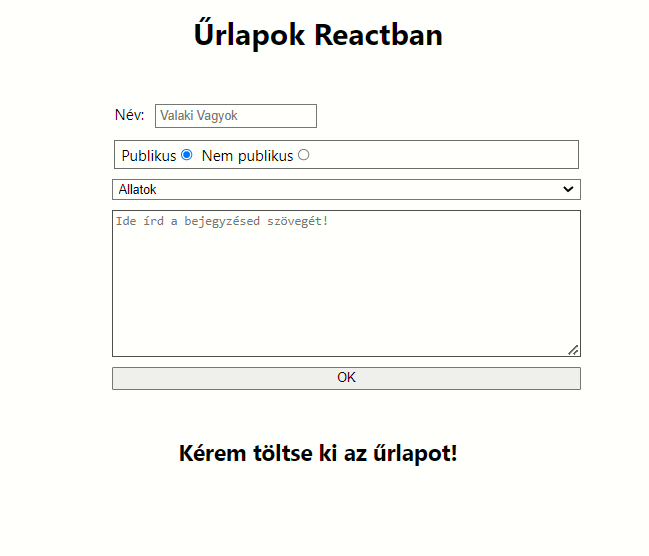 Űrlapok Reactban
Név: Valaki Vagyok
Publikus Nem publikus
Allatok
Ide írd a bejegyzésed szövegét!
OK
Kérem töltse ki az űrlapot!